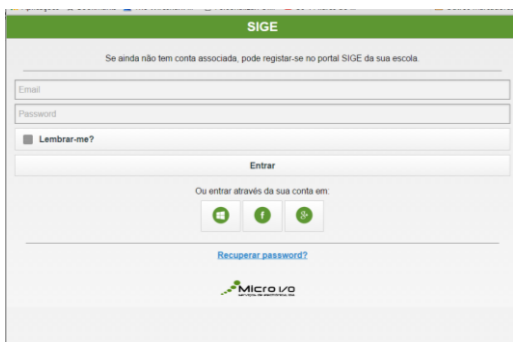 SIGE
Se ainda não tem conta associada, pode registar-se no portal SIGE da sua escola.
Email
Password
Lembrar-me?
Entrar
Ou entrar através da sua conta em:
Recuperar password?
Micro I/O